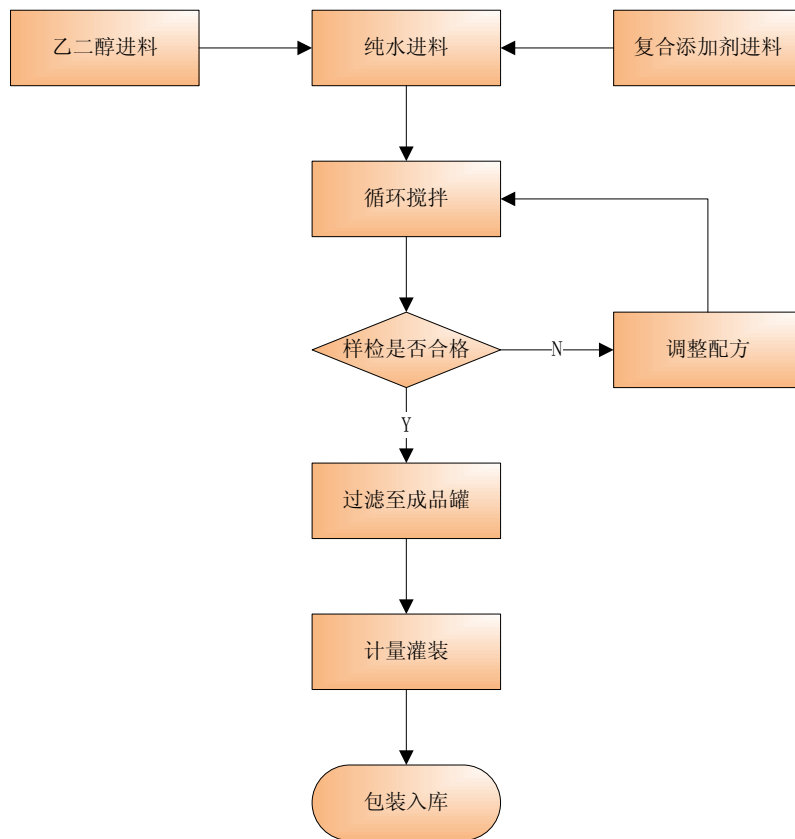 乙二醇进料
纯水进料
复合添加剂进料
循环搅拌
样检是否合格
N
调整配方
Y
过滤至成品罐
计量灌装
包装入库